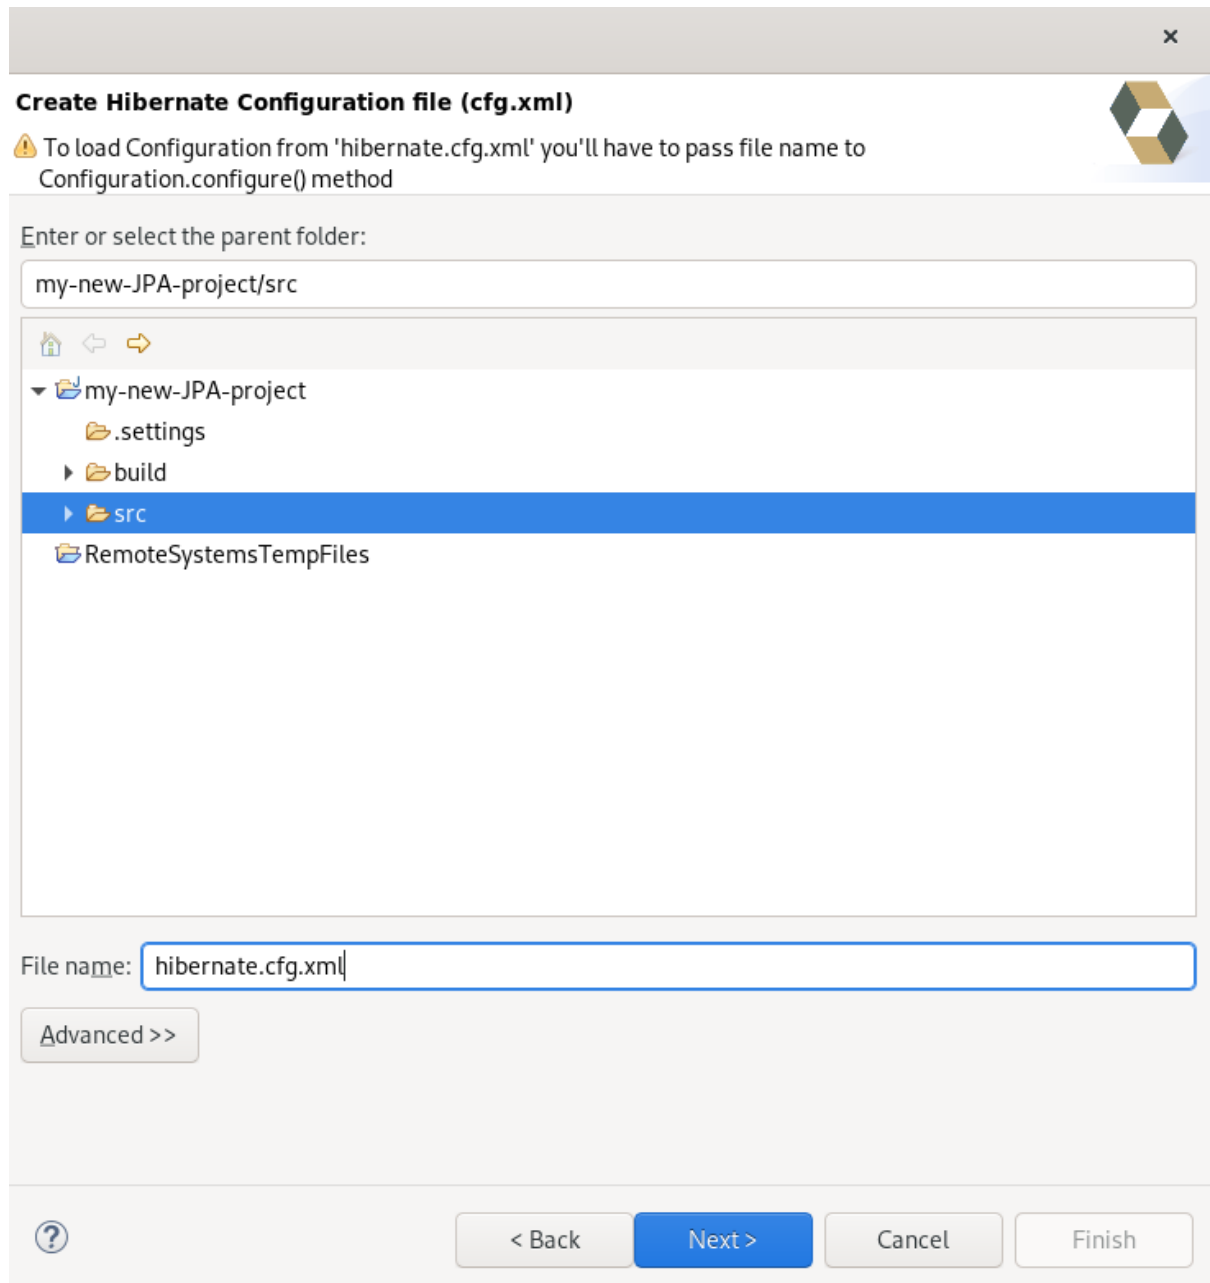 Create Hibernate Configuration file (cfg.xml)
To load Configuration from 'hibernate.cfg.xml' you'll have to pass file name to
Configuration.configure() method
Enter or select the parent folder:
my-new-JPA-project/src
my-new-JPA-project
.settings
build
src
RemoteSystemsTempFiles
File name: hibernate.cfg.xml
Advanced >>
< Back Next > Cancel Finish